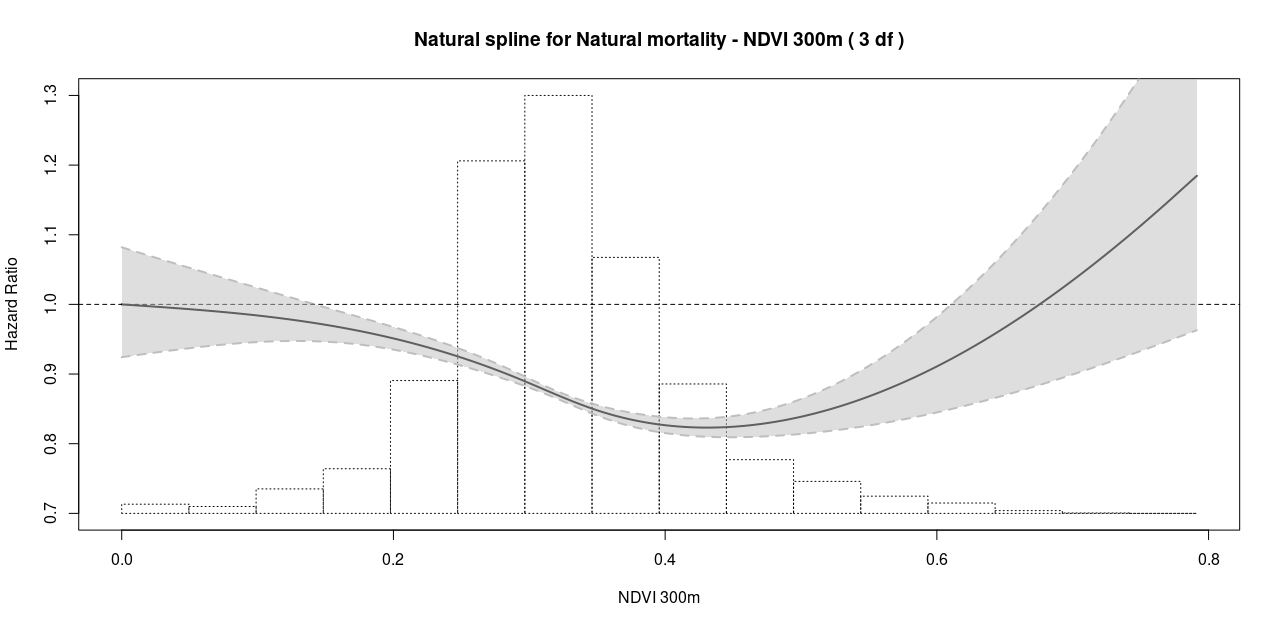 Natural spline for Natural mortality - NDVI 300m ( 3 df )
Hazard Ratio
1.3
1.2
1.1
1.0
0.9
0.8
0.7
0.0 0.2 0.4 0.6 0.8
NDVI 300m